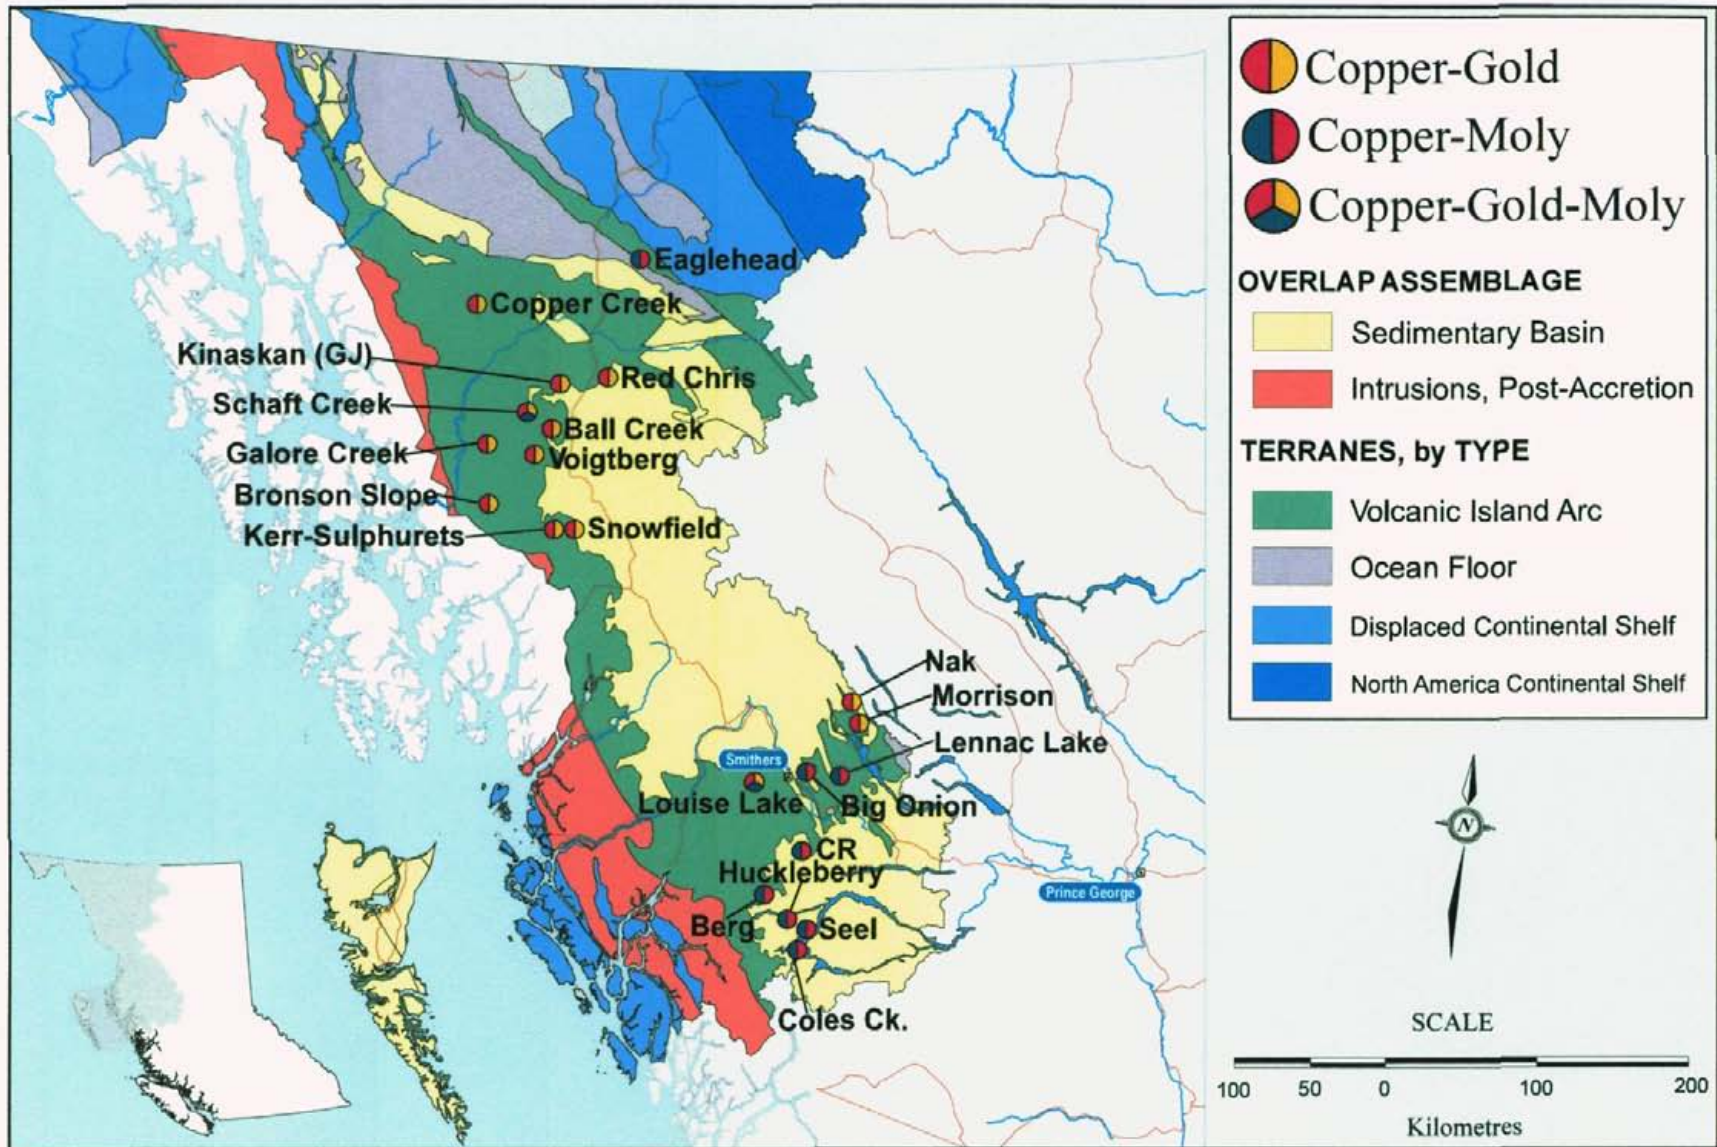 Copper-Gold
Copper-Moly
Copper-Gold-Moly
OVERLAP ASSEMBLAGE
Sedimentary Basin
Intrusions, Post-Accretion
TERRANES, by TYPE
Volcanic Island Arc
Ocean Floor
Displaced Continental Shelf
North America Continental Shelf
Eaglehead
Copper Creek
Kinaskan (GJ)
Red Chris
Schaft Creek
Ball Creek
Galore Creek
Voigtberg
Bronson Slope
Kerr-Sulphurets
Snowfield
Nak
Morrison
Lennac Lake
Smithers
Louise Lake
Big Onion
CR
Huckleberry
Berg
Seel
Coles Ck.
Prince George
N
SCALE
100 50 0 100 200
Kilometres